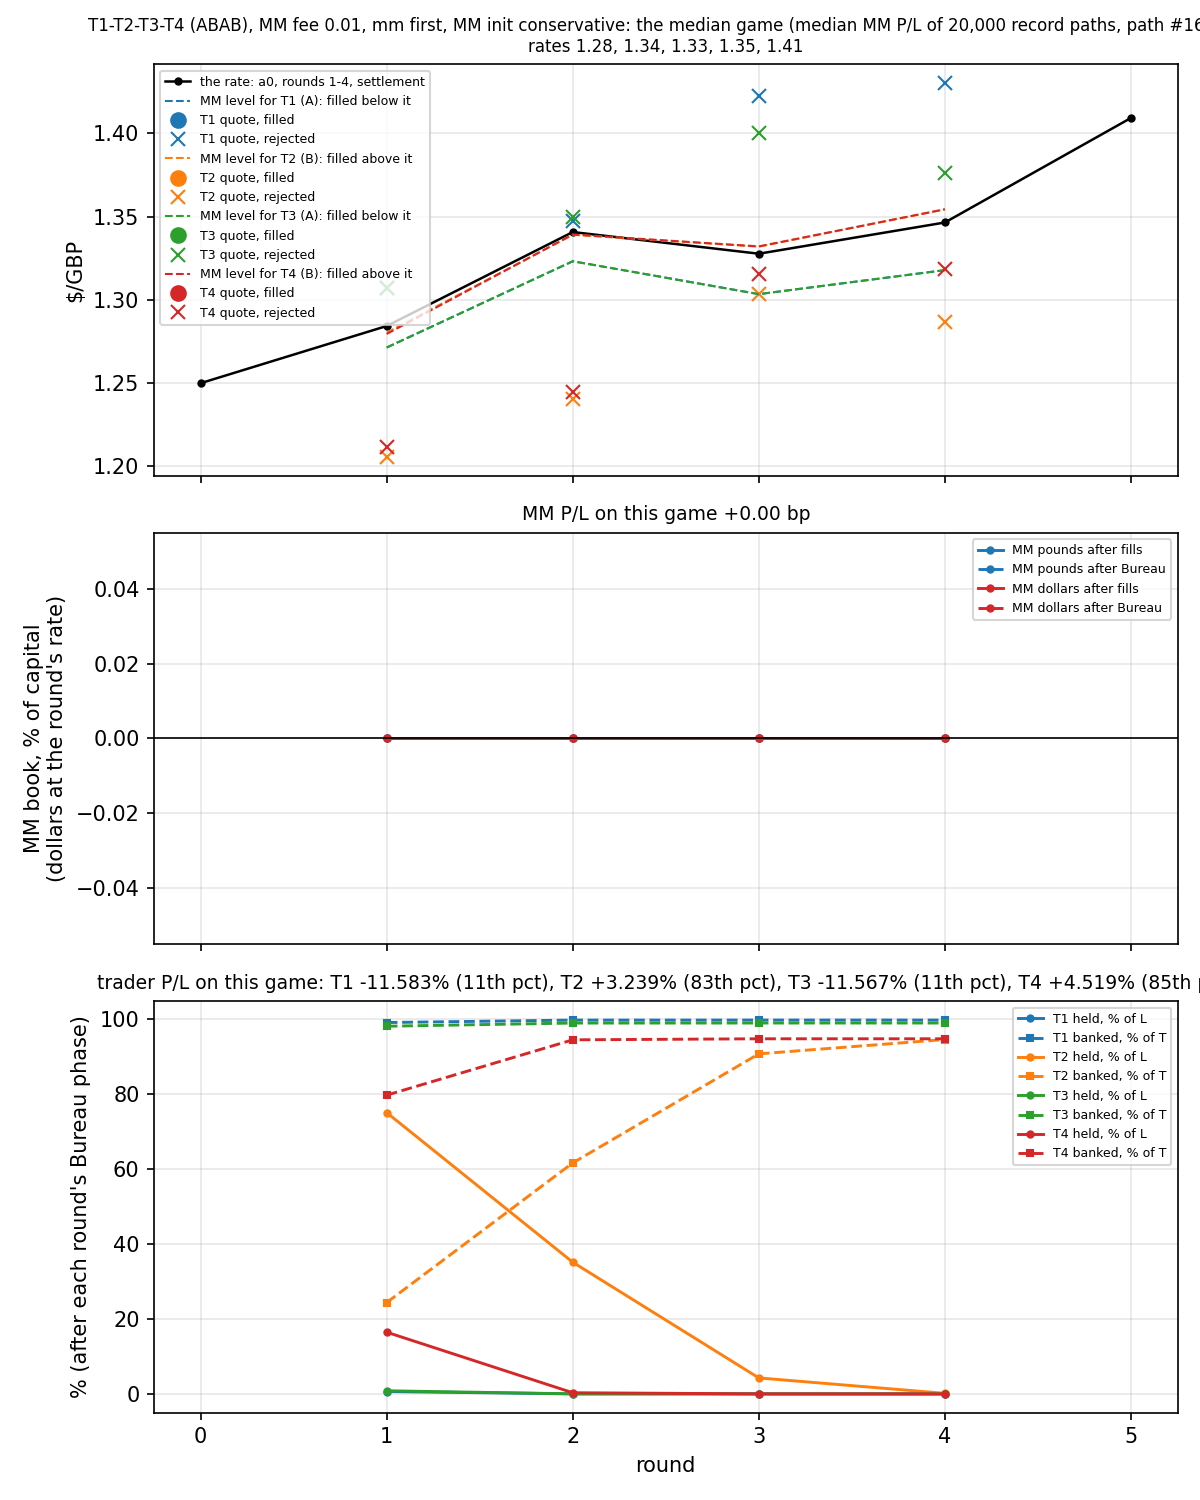 T1-T2-T3-T4 (ABAB), MM fee 0.01, mm first, MM init conservative: the median game (median MM P/L of 20,000 record paths, path #16
rates 1.28, 1.34, 1.33, 1.35, 1.41
$/GBP
1.40
1.35
1.30
1.25
1.20
the rate: a0, rounds 1-4, settlement
MM level for T1 (A): filled below it
T1 quote, filled
T1 quote, rejected
MM level for T2 (B): filled above it
T2 quote, filled
T2 quote, rejected
MM level for T3 (A): filled below it
T3 quote, filled
T3 quote, rejected
MM level for T4 (B): filled above it
T4 quote, filled
T4 quote, rejected
MM P/L on this game +0.00 bp
MM book, % of capital
(dollars at the round's rate)
0.04
0.02
0.00
−0.02
−0.04
MM pounds after fills
MM pounds after Bureau
MM dollars after fills
MM dollars after Bureau
trader P/L on this game: T1 -11.583% (11th pct), T2 +3.239% (83th pct), T3 -11.567% (11th pct), T4 +4.519% (85th p
% (after each round's Bureau phase)
100
80
60
40
20
0
T1 held, % of L
T1 banked, % of T
T2 held, % of L
T2 banked, % of T
T3 held, % of L
T3 banked, % of T
T4 held, % of L
T4 banked, % of T
0 1 2 3 4 5
round